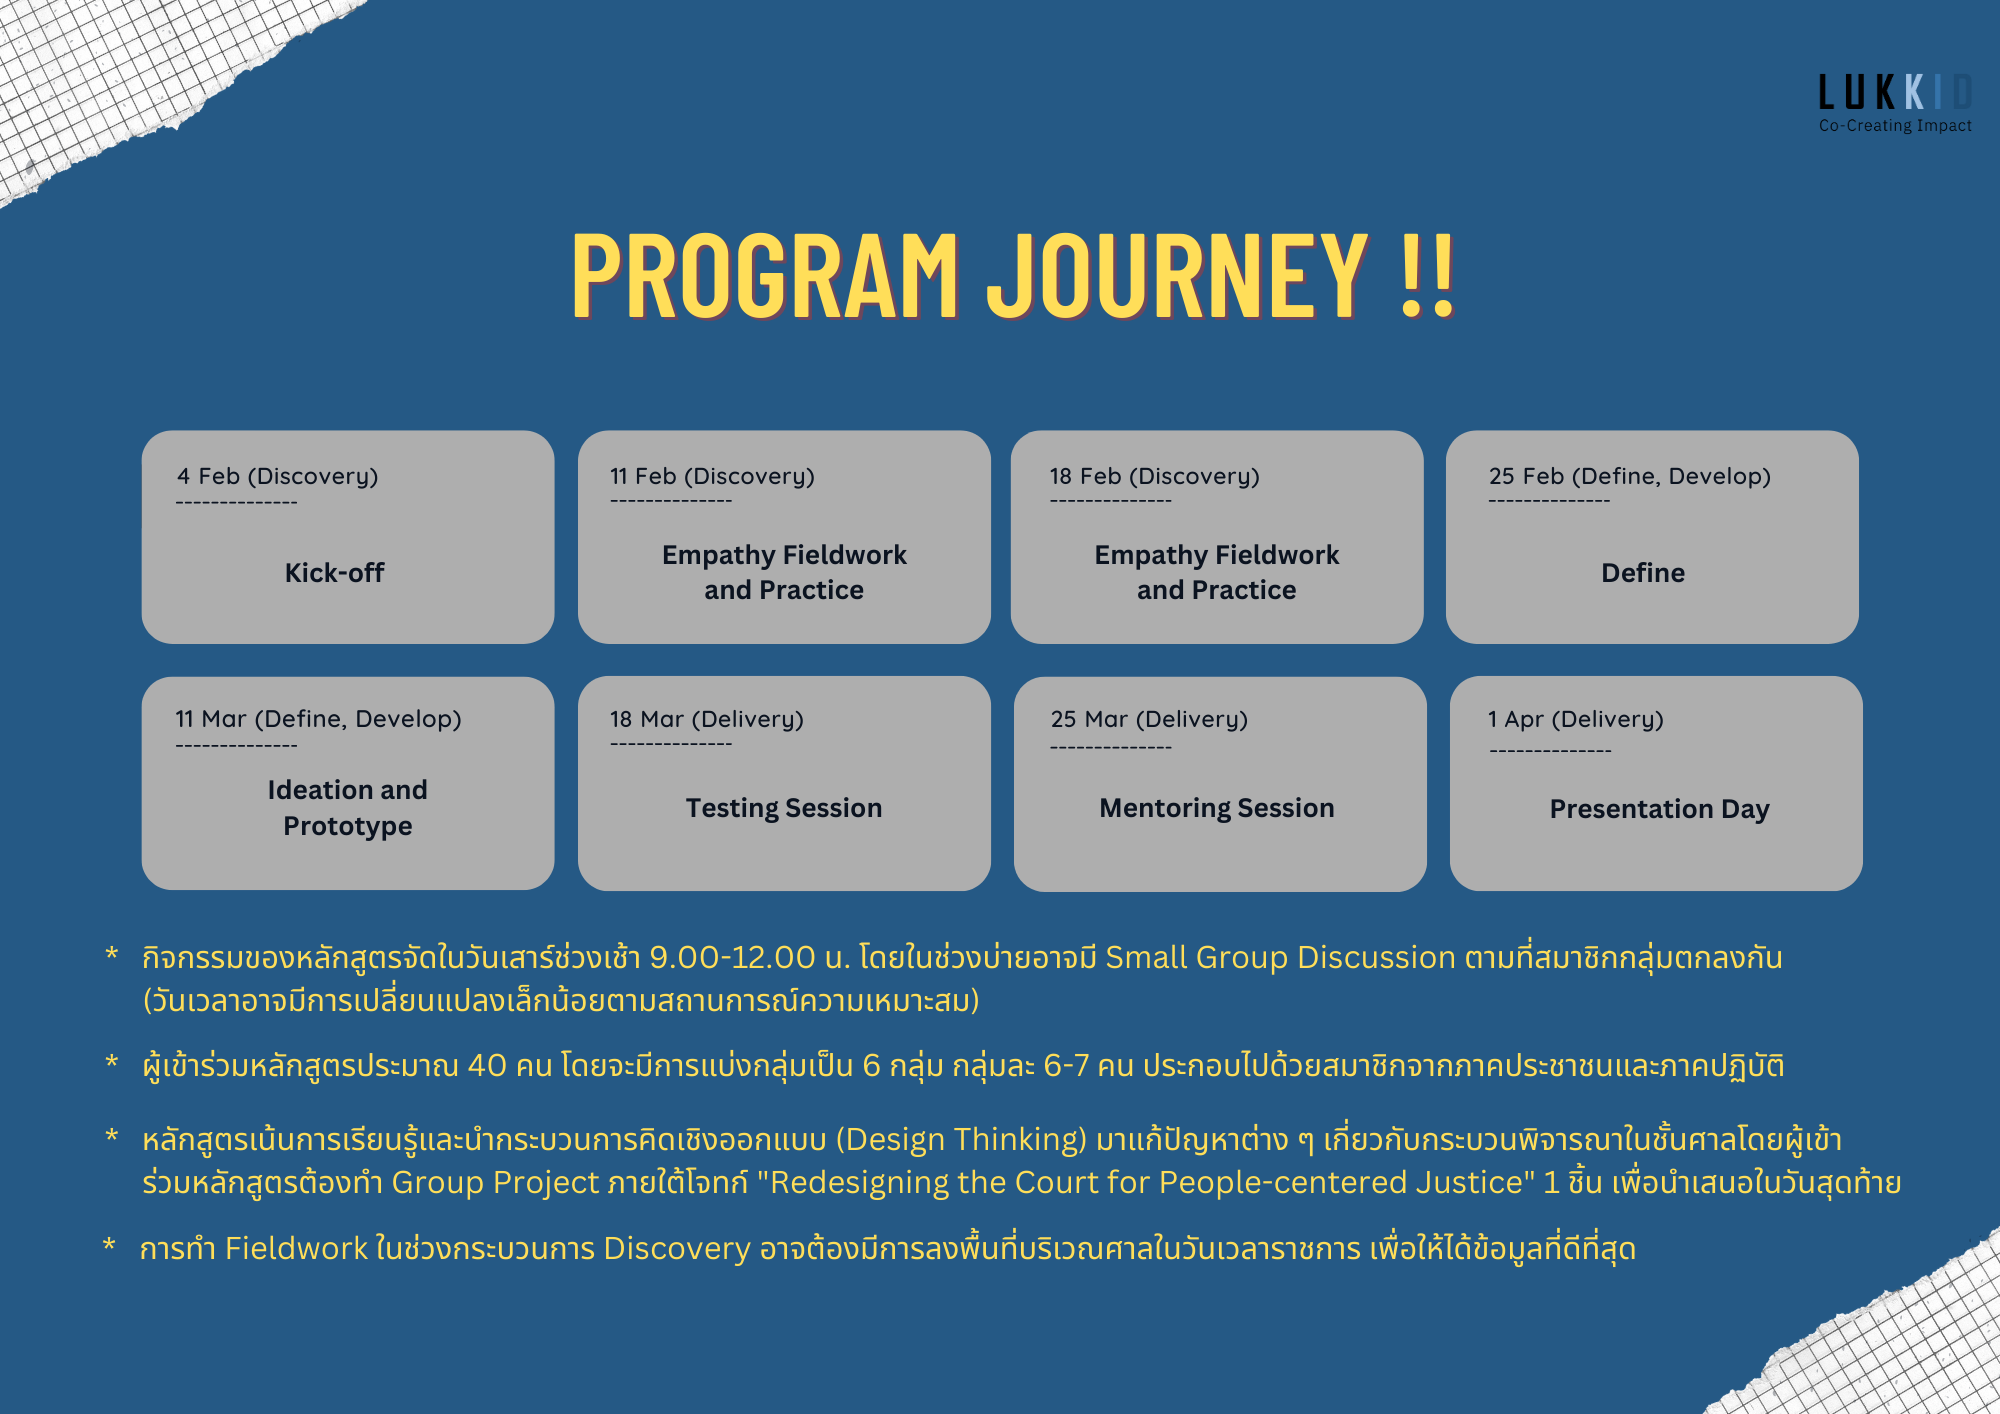 LUKKID
Co-Creating Impact
PROGRAM JOURNEY !!
4 Feb (Discovery)
--------------
Kick-off
11 Feb (Discovery)
--------------
Empathy Fieldwork
and Practice
18 Feb (Discovery)
--------------
Empathy Fieldwork
and Practice
25 Feb (Define, Develop)
--------------
Define
11 Mar (Define, Develop)
--------------
Ideation and
Prototype
18 Mar (Delivery)
--------------
Testing Session
25 Mar (Delivery)
--------------
Mentoring Session
1 Apr (Delivery)
--------------
Presentation Day
* กิจกรรมของหลักสูตรจัดในวันเสาร์ช่วงเช้า 9.00-12.00 น. โดยในช่วงบ่ายอาจมี Small Group Discussion ตามที่สมาชิกกลุ่มตกลงกัน
(วันเวลาอาจมีการเปลี่ยนแปลงเล็กน้อยตามสถานการณ์ความเหมาะสม)
* ผู้เข้าร่วมหลักสูตรประมาณ 40 คน โดยจะมีการแบ่งกลุ่มเป็น 6 กลุ่ม กลุ่มละ 6-7 คน ประกอบไปด้วยสมาชิกจากภาคประชาชนและภาคปฏิบัติ
* หลักสูตรเน้นการเรียนรู้และนำกระบวนการคิดเชิงออกแบบ (Design Thinking) มาแก้ปัญหาต่าง ๆ เกี่ยวกับกระบวนพิจารณาในชั้นศาลโดยผู้เข้า
ร่วมหลักสูตรต้องทำ Group Project ภายใต้โจทก์ "Redesigning the Court for People-centered Justice" 1 ชิ้น เพื่อนำเสนอในวันสุดท้าย
* การทำ Fieldwork ในช่วงกระบวนการ Discovery อาจต้องมีการลงพื้นที่บริเวณศาลในวันเวลาราชการ เพื่อให้ได้ข้อมูลที่ดีที่สุด